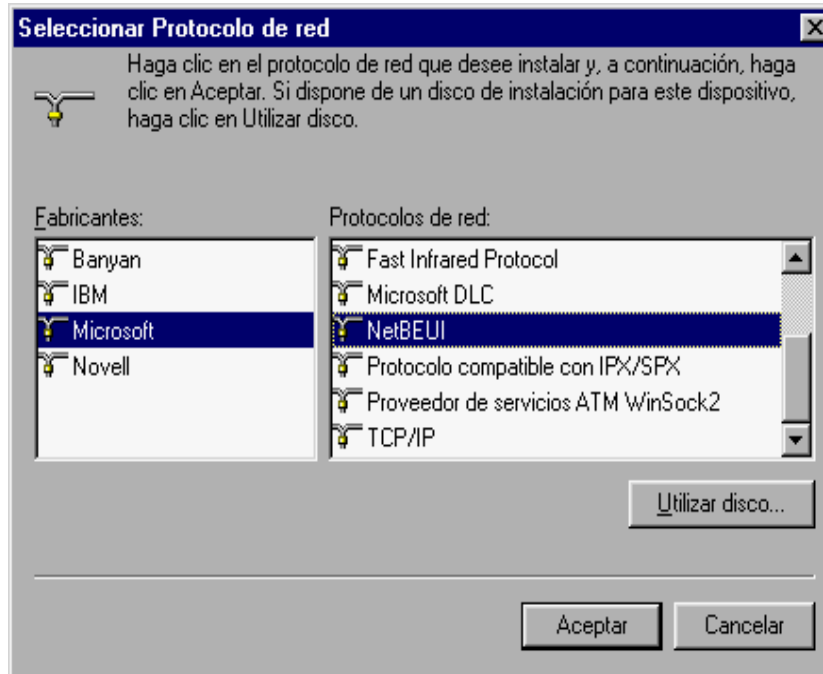 Seleccionar Protocolo de red
Haga clic en el protocolo de red que desee instalar y, a continuación, haga
clic en Aceptar. Si dispone de un disco de instalación para este dispositivo,
haga clic en Utilizar disco.
Fabricantes:
Banyan
IBM
Microsoft
Novell
Protocolos de red:
Fast Infrared Protocol
Microsoft DLC
NetBEUI
Protocolo compatible con IPX/SPX
Proveedor de servicios ATM WinSock2
TCP/IP
Utilizar disco...
Aceptar
Cancelar